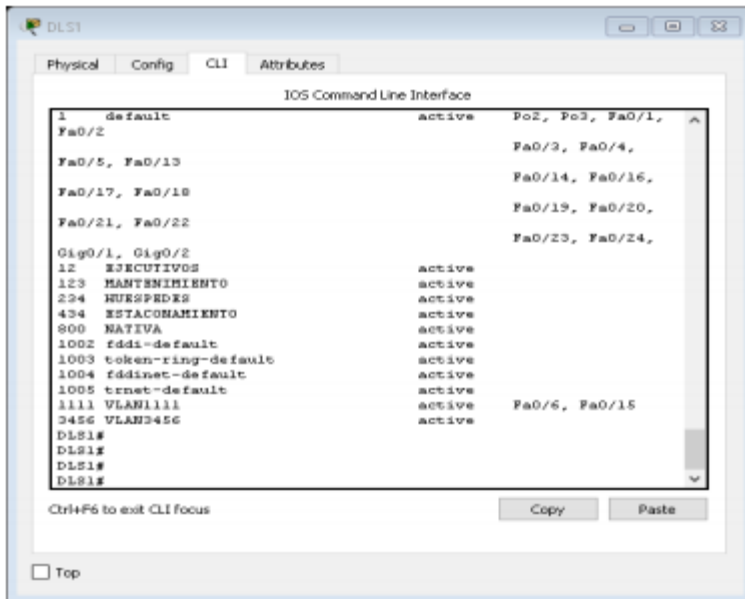 DLS1
Physical Config CLI Attributes
IOS Command Line Interface
1 default active Po2, Po3, Fa0/1,
Fa0/2
Fa0/3, Fa0/4,
Fa0/5, Fa0/13
Fa0/14, Fa0/16,
Fa0/17, Fa0/18
Fa0/19, Fa0/20,
Fa0/21, Fa0/22
Fa0/23, Fa0/24,
Gig0/1, Gig0/2
12 EJECUTIVOS active
123 MANTENIMIENTO active
234 HUESPEDES active
434 ESTACONAMIENTO active
800 NATIVA active
1002 fddi-default active
1003 token-ring-default active
1004 fddinet-default active
1005 trnet-default active
1111 VLAN1111 active Fa0/6, Fa0/15
3456 VLAN3456 active
DLS1#
DLS1#
DLS1#
DLS1#
Ctrl+F6 to exit CLI focus
Copy Paste
Top